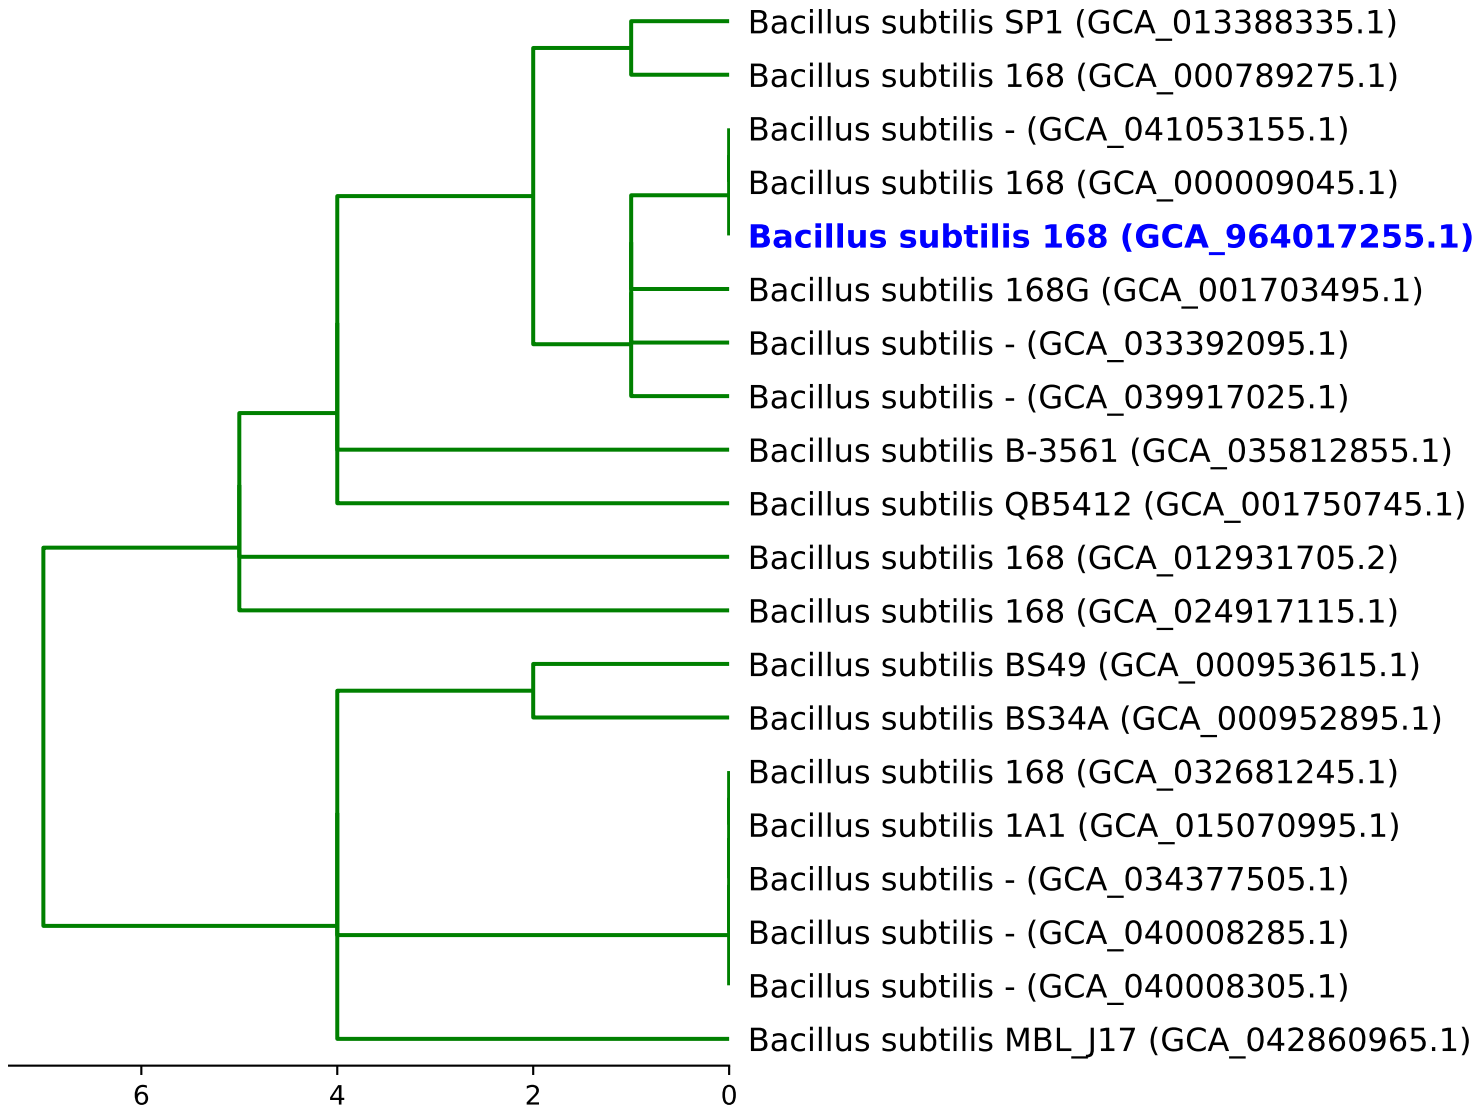 Bacillus subtilis SP1 (GCA_013388335.1)
Bacillus subtilis 168 (GCA_000789275.1)
Bacillus subtilis - (GCA_041053155.1)
Bacillus subtilis 168 (GCA_000009045.1)
Bacillus subtilis 168 (GCA_964017255.1)
Bacillus subtilis 168G (GCA_001703495.1)
Bacillus subtilis - (GCA_033392095.1)
Bacillus subtilis - (GCA_039917025.1)
Bacillus subtilis B-3561 (GCA_035812855.1)
Bacillus subtilis QB5412 (GCA_001750745.1)
Bacillus subtilis 168 (GCA_012931705.2)
Bacillus subtilis 168 (GCA_024917115.1)
Bacillus subtilis BS49 (GCA_000953615.1)
Bacillus subtilis BS34A (GCA_000952895.1)
Bacillus subtilis 168 (GCA_032681245.1)
Bacillus subtilis 1A1 (GCA_015070995.1)
Bacillus subtilis - (GCA_034377505.1)
Bacillus subtilis - (GCA_040008285.1)
Bacillus subtilis - (GCA_040008305.1)
Bacillus subtilis MBL_J17 (GCA_042860965.1)
6 4 2 0